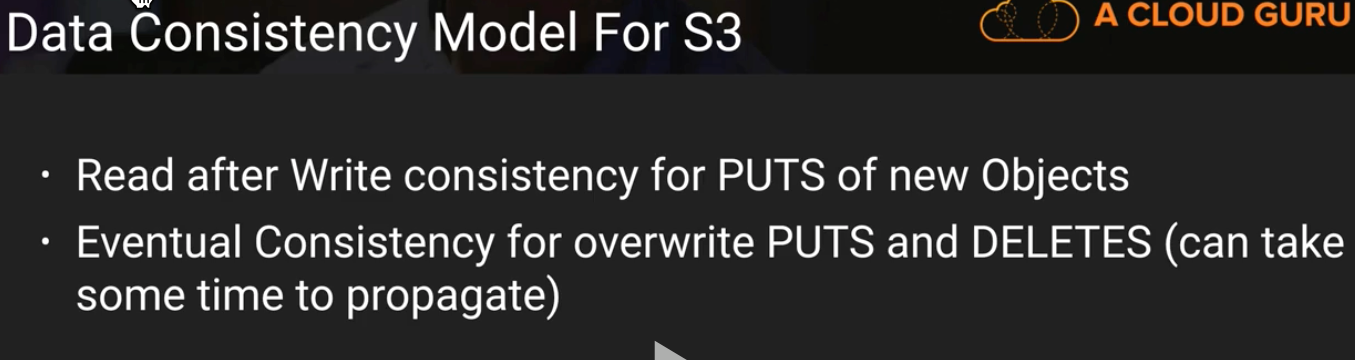 Data Consistency Model For S3
A CLOUD GURU
• Read after Write consistency for PUTS of new Objects
• Eventual Consistency for overwrite PUTS and DELETES (can take
some time to propagate)